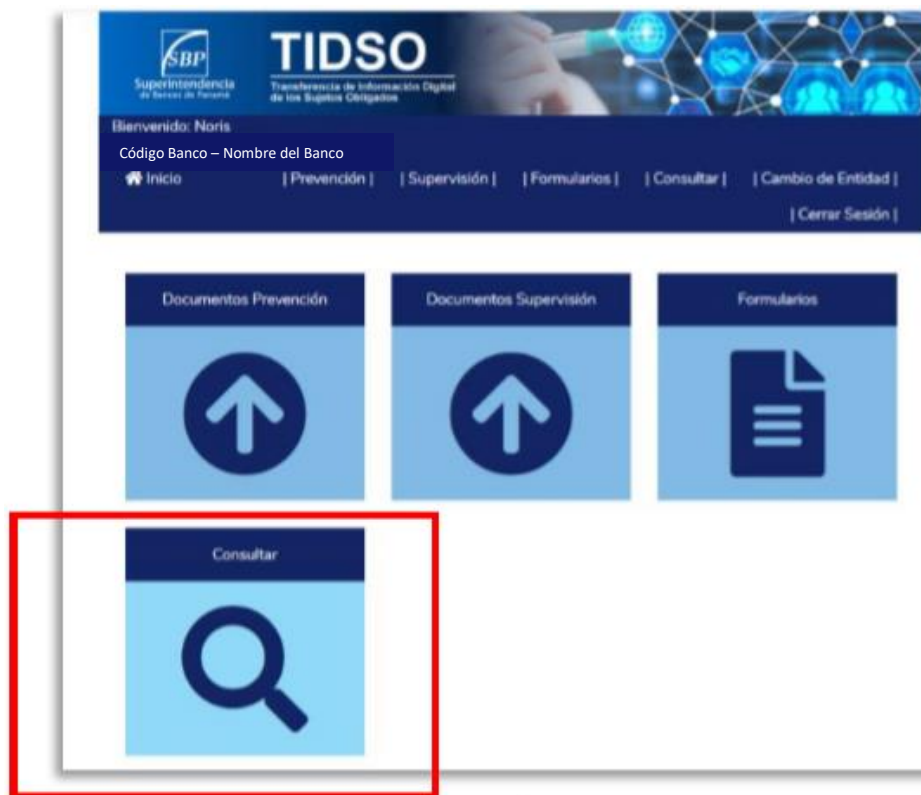 SBP
Superintendencia
de Bancos de Panamá
TIDSO
Transferencia de Información Digital
de los Sujetos Obligados
Bienvenido: Noris
Código Banco – Nombre del Banco
Inicio | Prevención | | Supervisión | | Formularios | | Consultar | | Cambio de Entidad |
| Cerrar Sesión |
Documentos Prevención Documentos Supervisión Formularios
Consultar